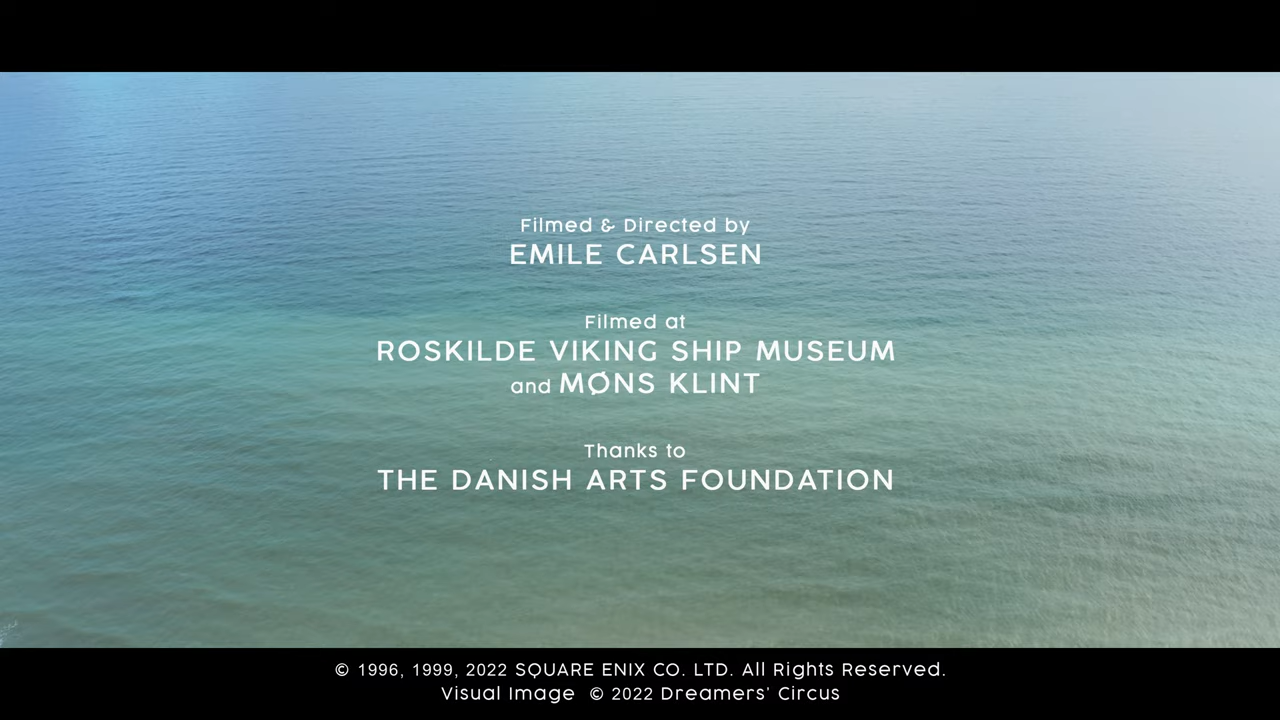 Filmed & Directed by
EMILE CARLSEN
Filmed at
ROSKILDE VIKING SHIP MUSEUM
and MØNS KLINT
Thanks to
THE DANISH ARTS FOUNDATION
© 1996, 1999, 2022 SQUARE ENIX CO. LTD. All Rights Reserved.
Visual Image © 2022 Dreamers' Circus